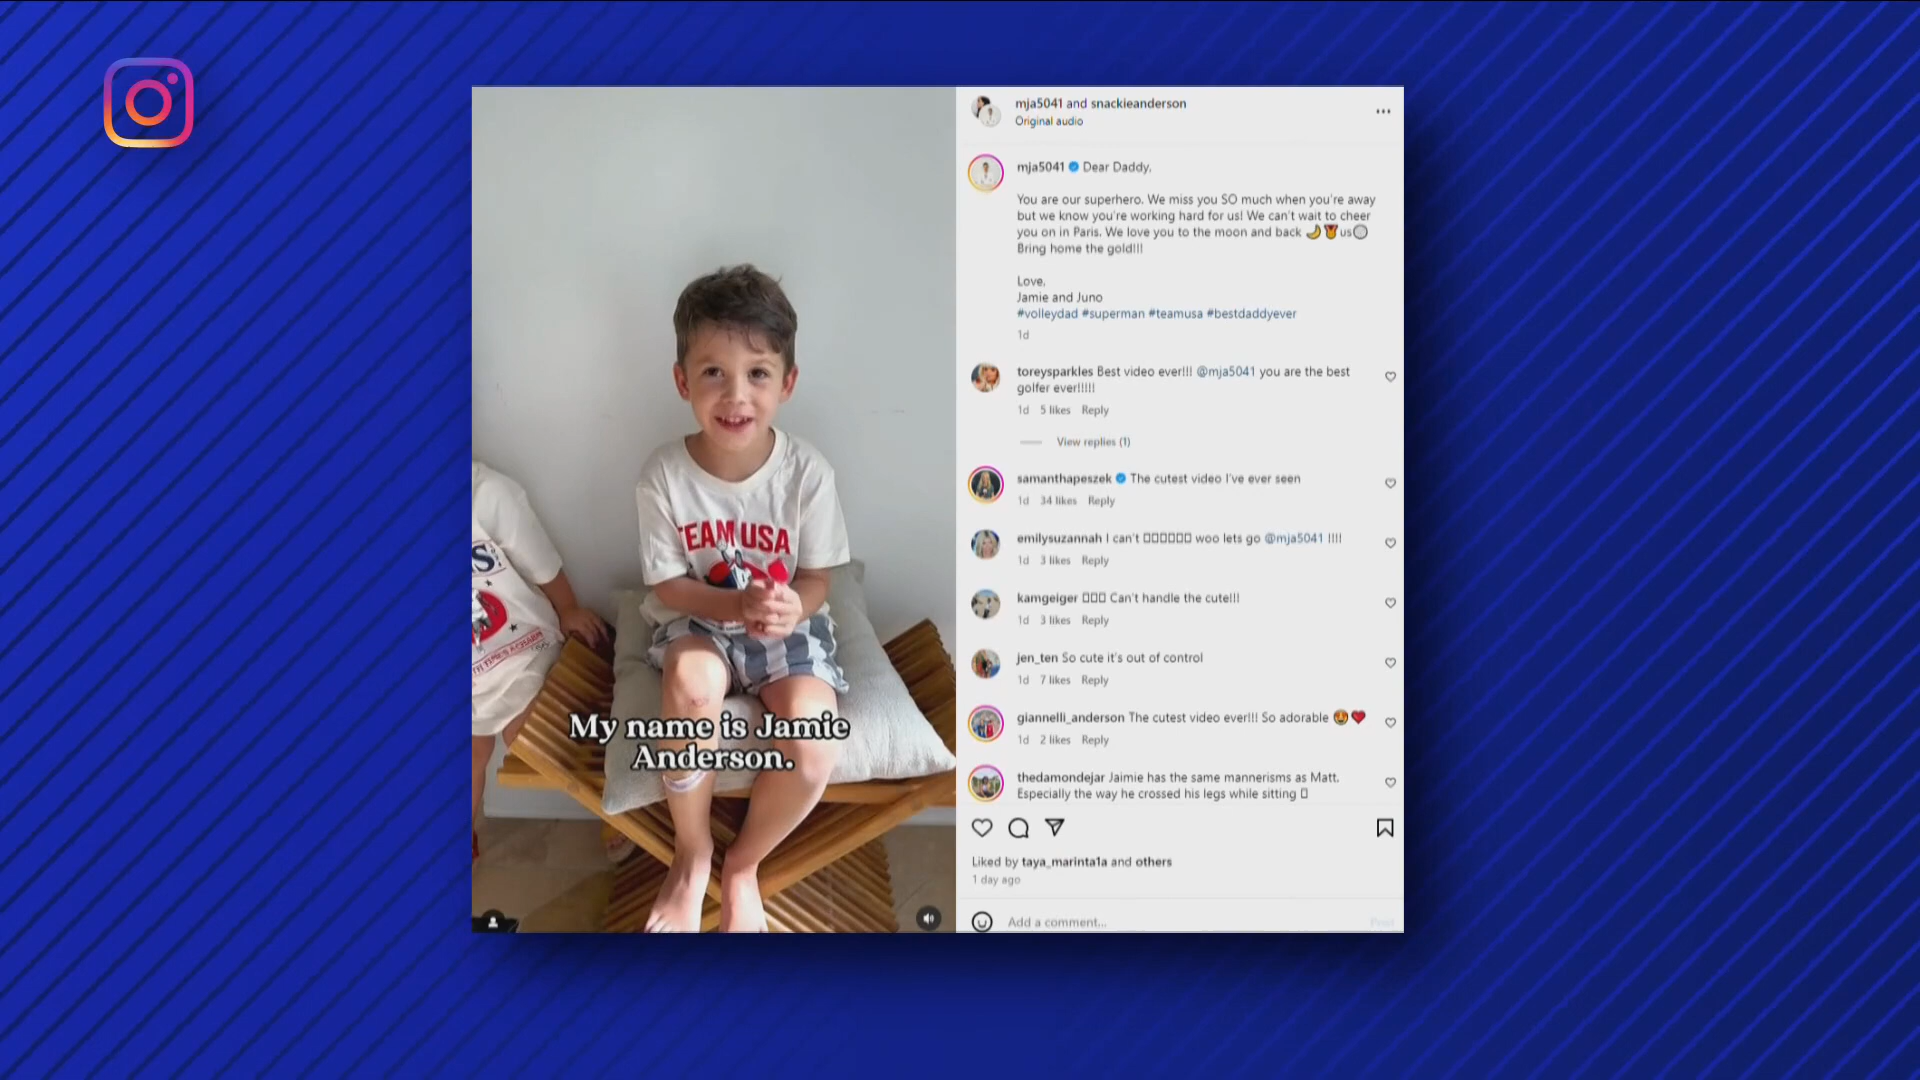 mja5041 and snackieanderson
Original audio
mja5041 Dear Daddy,
You are our superhero. We miss you SO much when you're away
but we know you're working hard for us! We can't wait to cheer
you on in Paris. We love you to the moon and back 🌙🏅us⚪
Bring home the gold!!!
Love,
Jamie and Juno
#volleydad #superman #teamusa #bestdaddyever
1d
toreysparkles Best video ever!!! @mja5041 you are the best
golfer ever!!!!!
1d 5 likes Reply
View replies (1)
samanthapeszek The cutest video I've ever seen
1d 34 likes Reply
emilysuzannah I can't □□□□□□ woo lets go @mja5041 !!!!
1d 3 likes Reply
kamgeiger □□□ Can't handle the cute!!!
1d 3 likes Reply
jen_ten So cute it's out of control
1d 7 likes Reply
giannelli_anderson The cutest video ever!!! So adorable 😍❤️
1d 2 likes Reply
thedamondejar Jaimie has the same mannerisms as Matt.
Especially the way he crossed his legs while sitting □
Liked by taya_marinta1a and others
1 day ago
Add a comment...
Post
TEAM USA
My name is Jamie
Anderson.